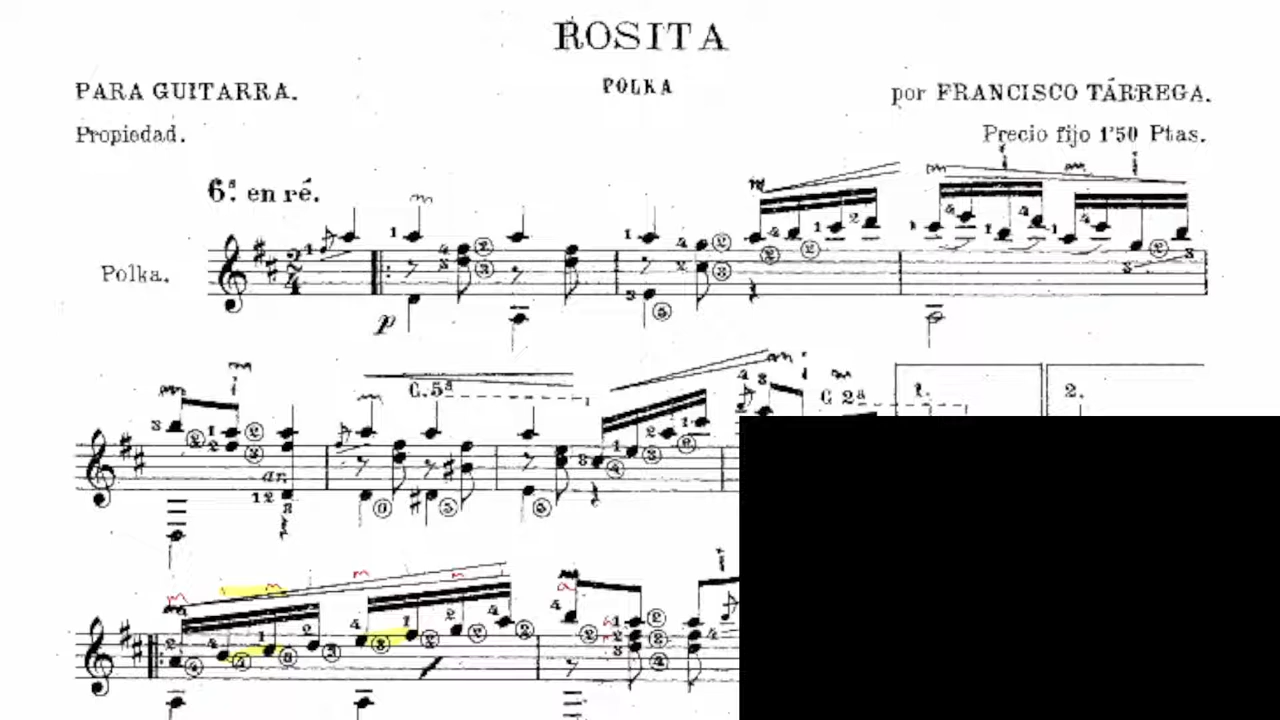 ROSITA
POLKA
PARA GUITARRA.
por FRANCISCO TÁRREGA.
Propiedad.
Precio fijo 1'50 Ptas.
6ª. en ré.
Polka.
p
C. 5ª
C 2ª
1.
2.